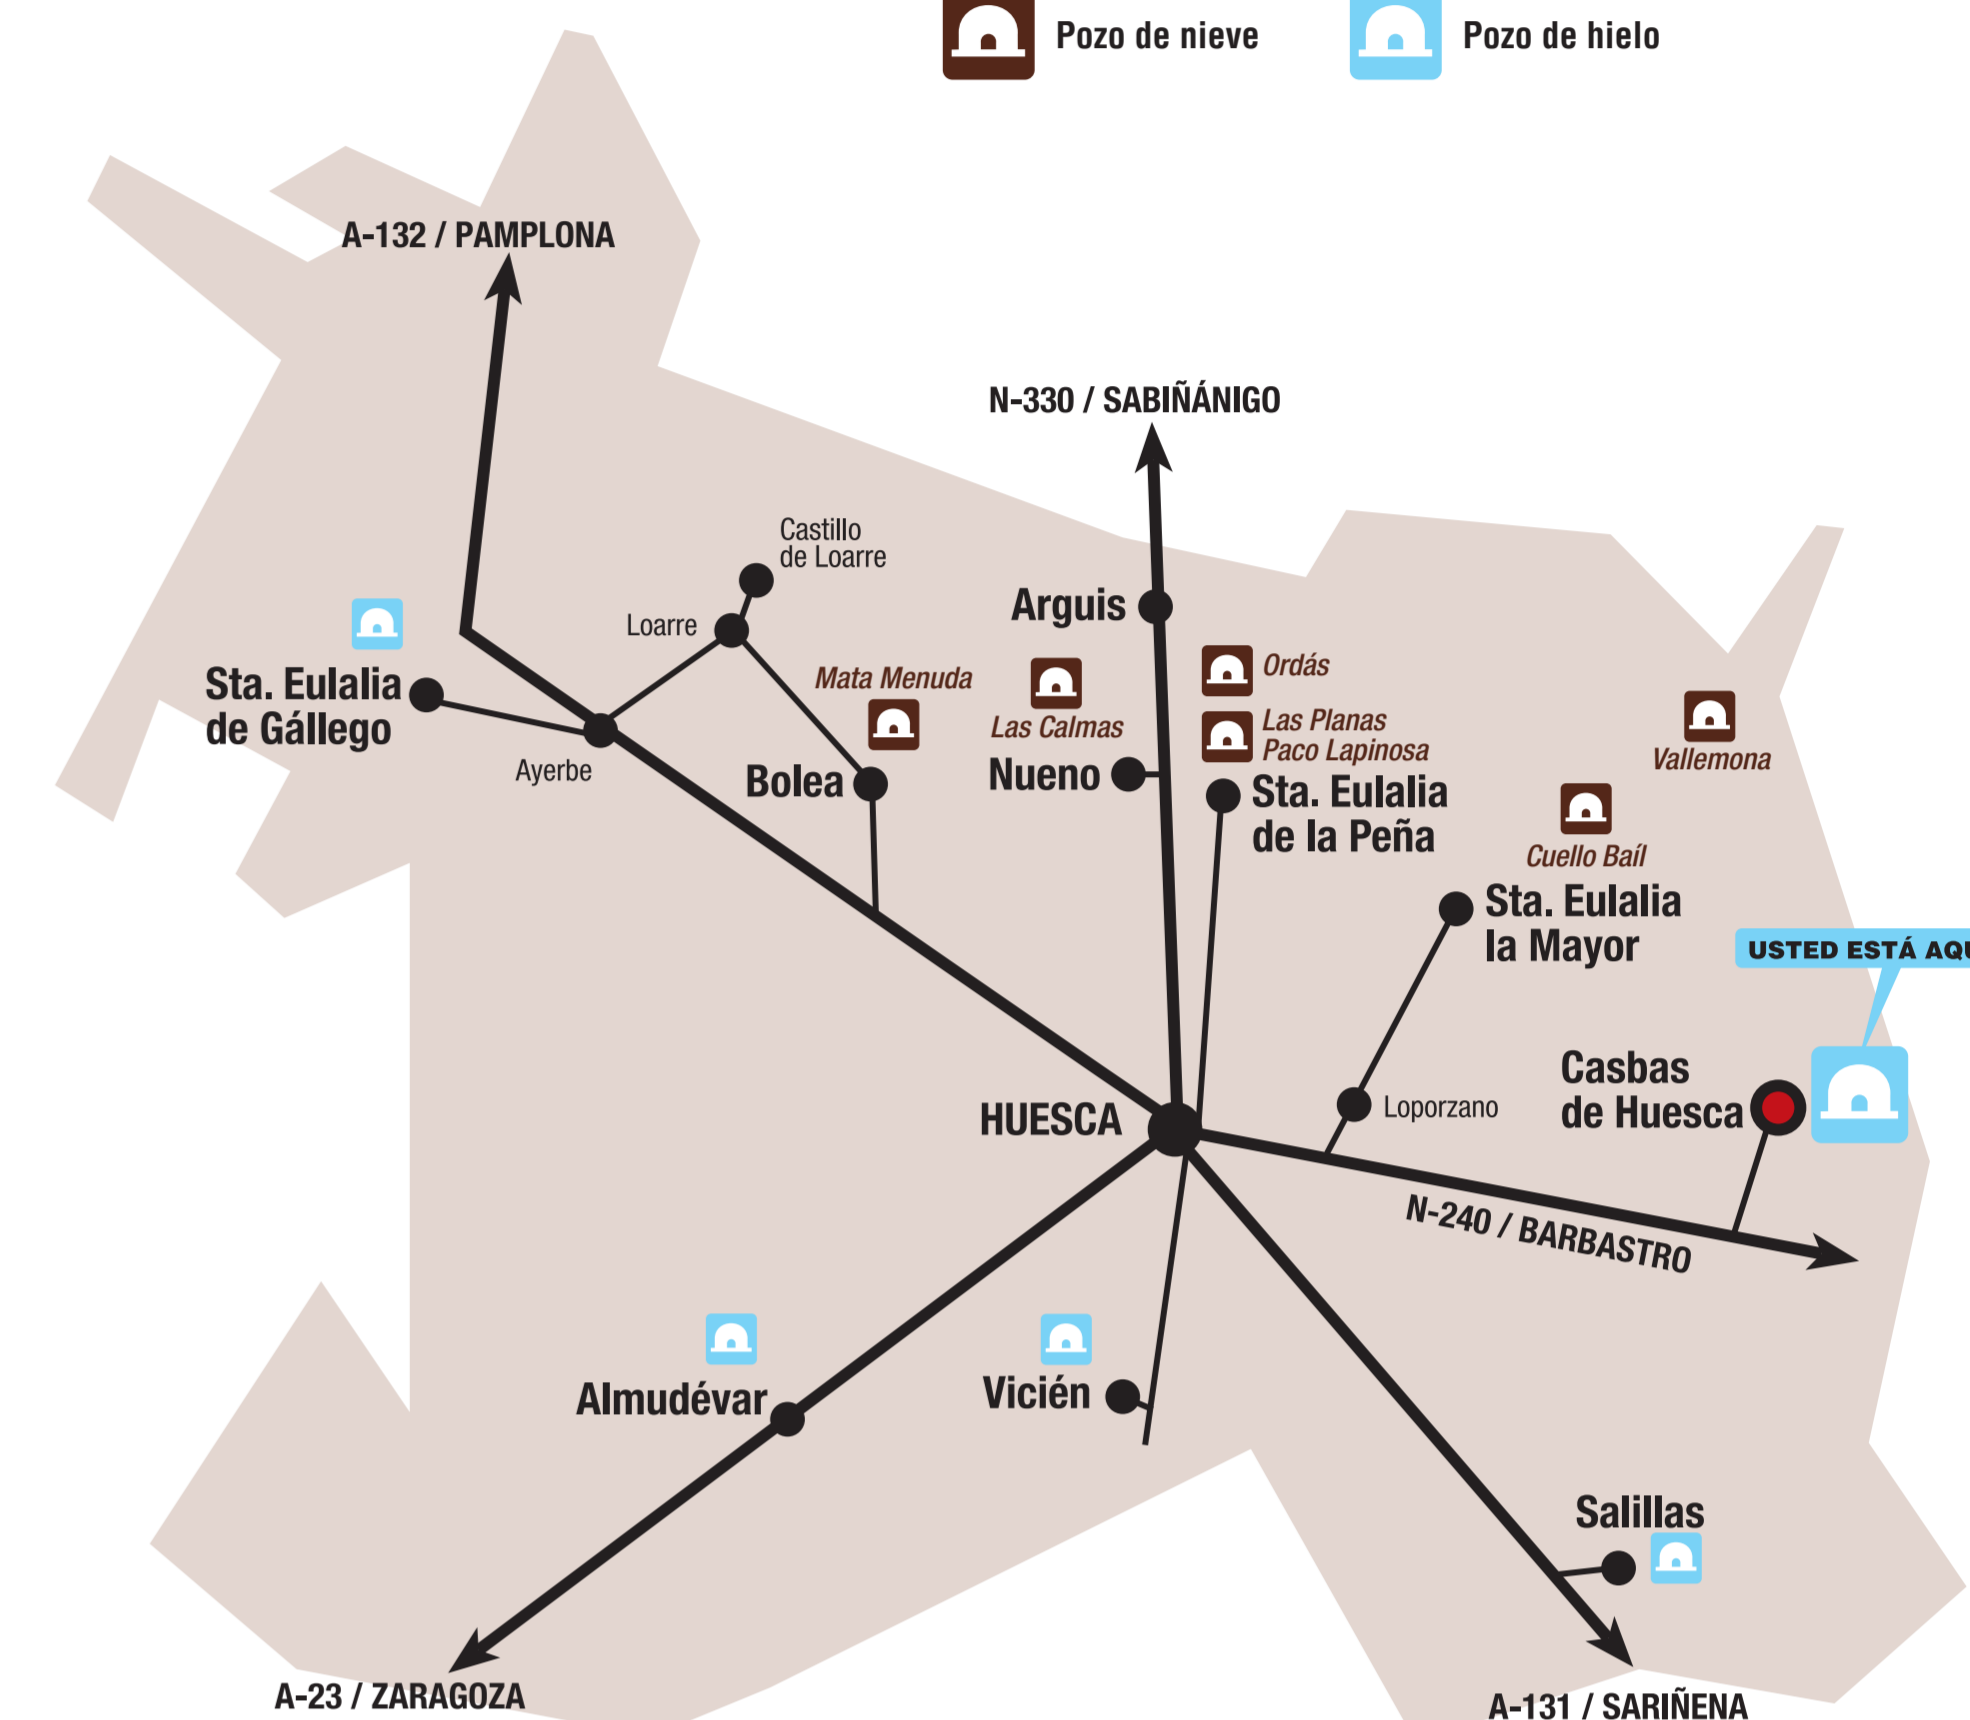 Pozo de nieve
Pozo de hielo
A-132 / PAMPLONA
N-330 / SABIÑÁNIGO
Castillo
de Loarre
Arguis
Loarre
Ordás
Mata Menuda
Sta. Eulalia
de Gállego
Las Calmas
Las Planas
Paco Lapinosa
Vallemona
Ayerbe
Bolea
Nueno
Sta. Eulalia
de la Peña
Cuello Baíl
Sta. Eulalia
la Mayor
USTED ESTÁ AQU
Casbas
de Huesca
HUESCA
Loporzano
N-240 / BARBASTRO
Almudévar
Vicién
Salillas
A-23 / ZARAGOZA
A-131 / SARIÑENA